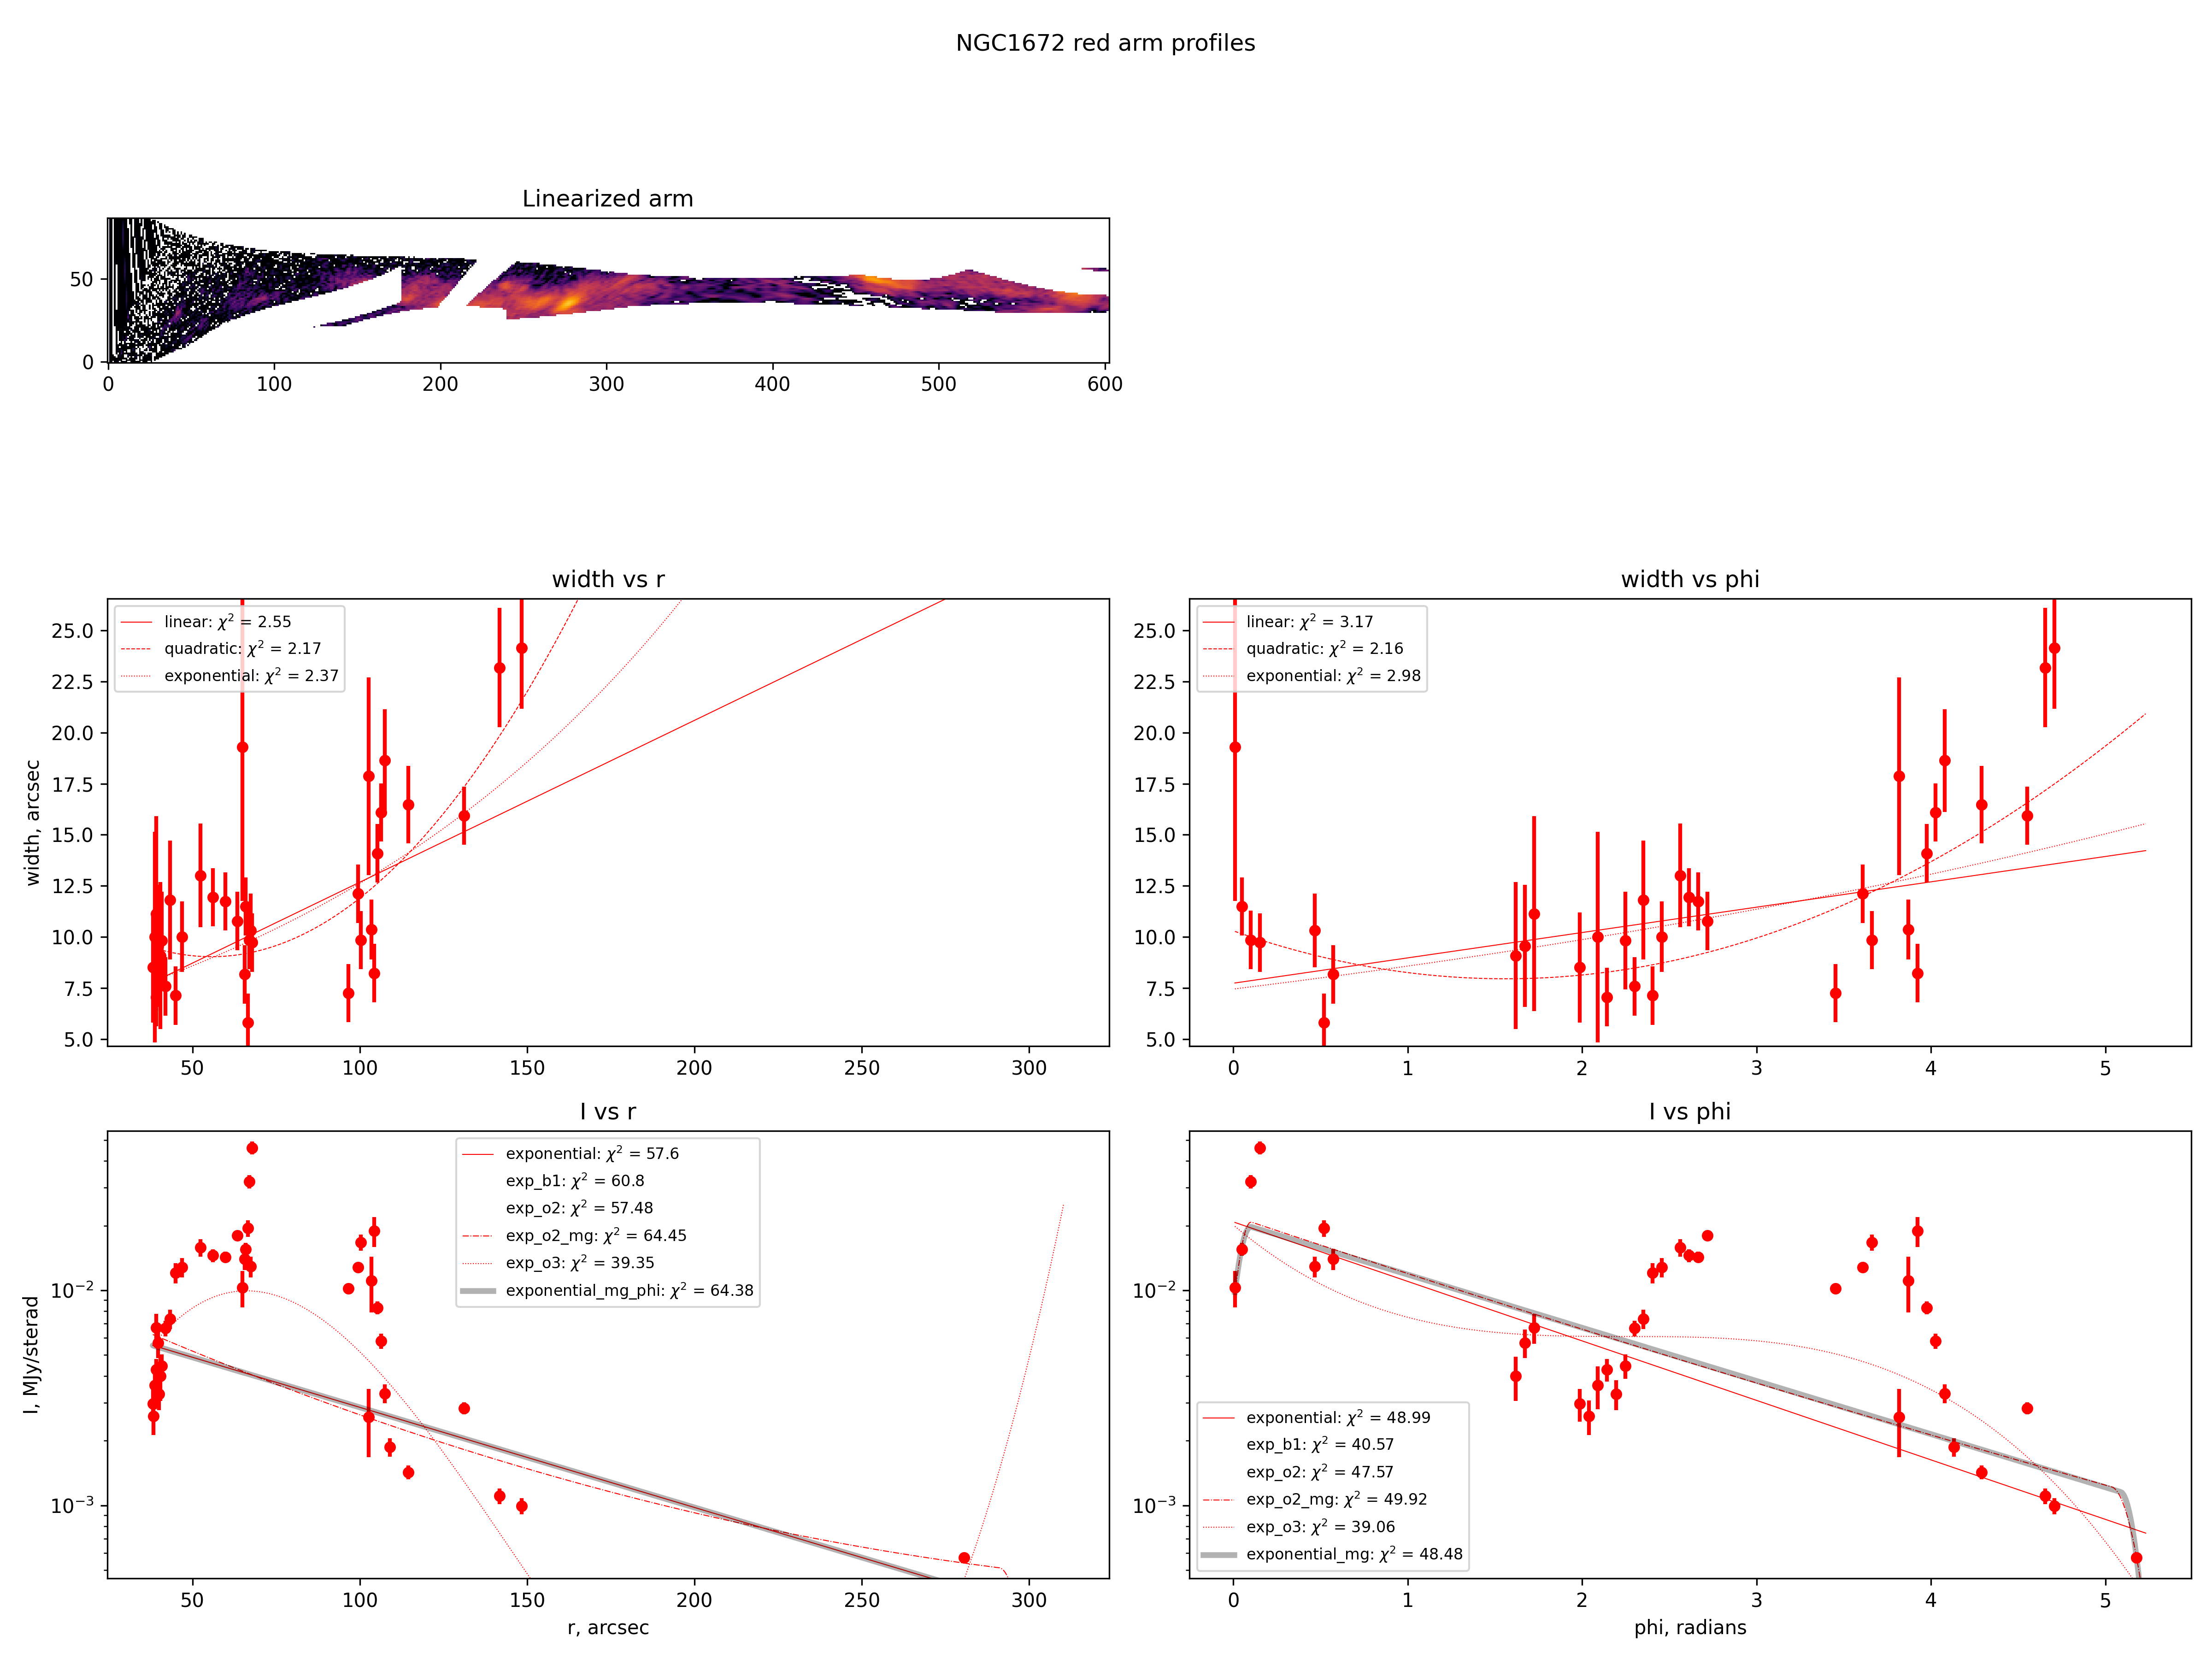 NGC1672 red arm profiles
Linearized arm
50
0
0 100 200 300 400 500 600
width vs r
width, arcsec
25.0
22.5
20.0
17.5
15.0
12.5
10.0
7.5
5.0
linear: χ² = 2.55
quadratic: χ² = 2.17
exponential: χ² = 2.37
50 100 150 200 250 300
width vs phi
25.0
22.5
20.0
17.5
15.0
12.5
10.0
7.5
5.0
linear: χ² = 3.17
quadratic: χ² = 2.16
exponential: χ² = 2.98
0 1 2 3 4 5
I vs r
I, MJy/sterad
10⁻²
10⁻³
exponential: χ² = 57.6
exp_b1: χ² = 60.8
exp_o2: χ² = 57.48
exp_o2_mg: χ² = 64.45
exp_o3: χ² = 39.35
exponential_mg_phi: χ² = 64.38
50 100 150 200 250 300
r, arcsec
I vs phi
10⁻²
10⁻³
exponential: χ² = 48.99
exp_b1: χ² = 40.57
exp_o2: χ² = 47.57
exp_o2_mg: χ² = 49.92
exp_o3: χ² = 39.06
exponential_mg: χ² = 48.48
0 1 2 3 4 5
phi, radians